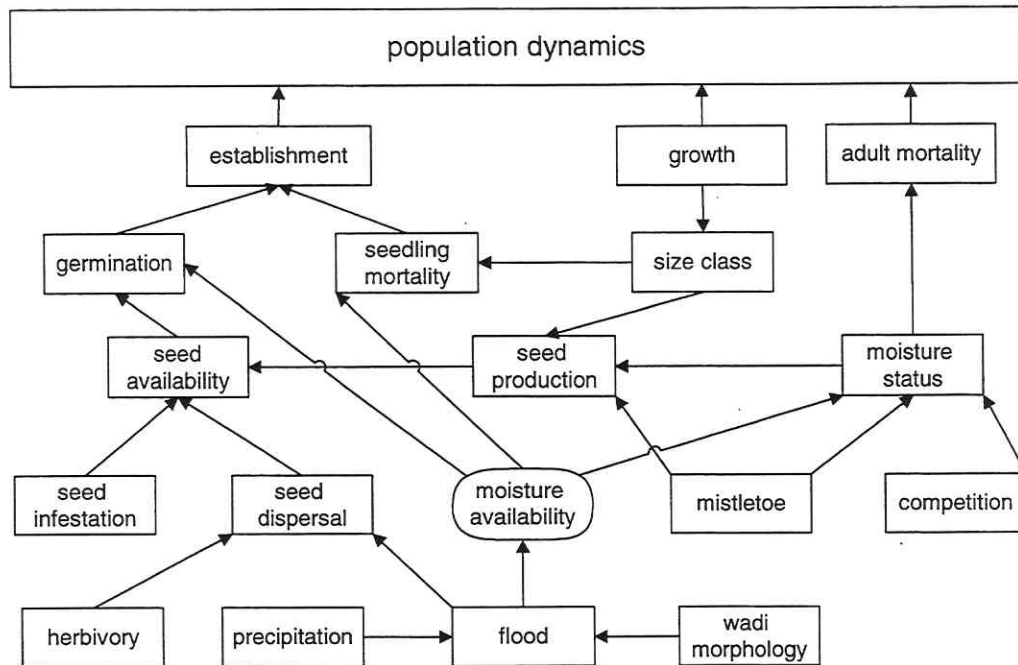 population dynamics
establishment
growth
adult mortality
germination
seedling
mortality
size class
seed
availability
seed
production
moisture
status
seed
infestation
seed
dispersal
moisture
availability
mistletoe
competition
herbivory
precipitation
flood
wadi
morphology